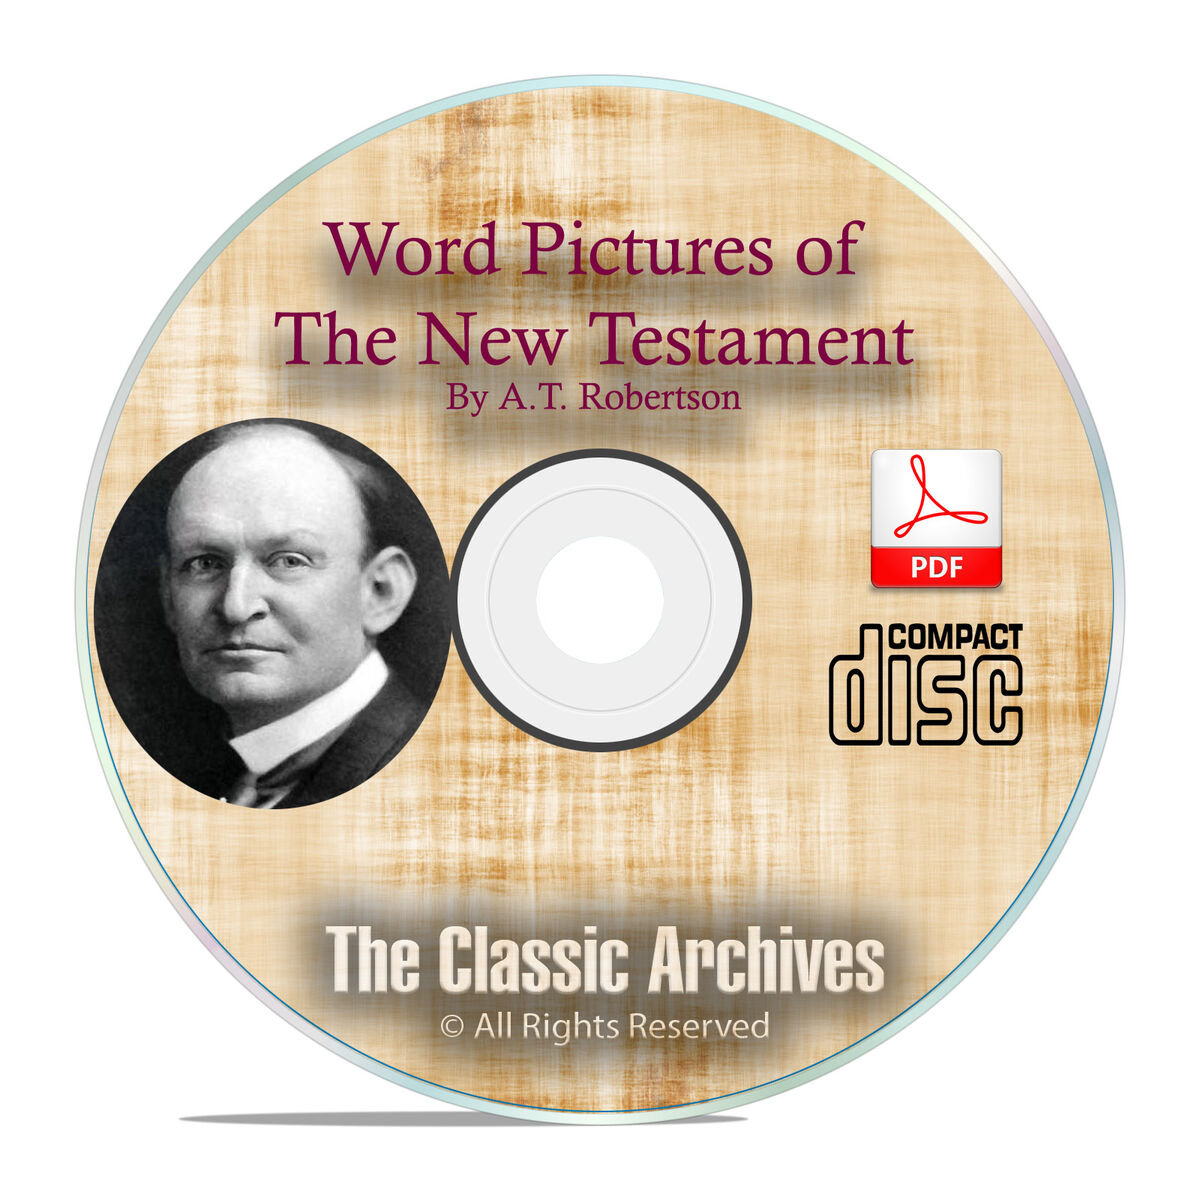 Word Pictures of
The New Testament
By A.T. Robertson
PDF
COMPACT
disc
The Classic Archives
© All Rights Reserved